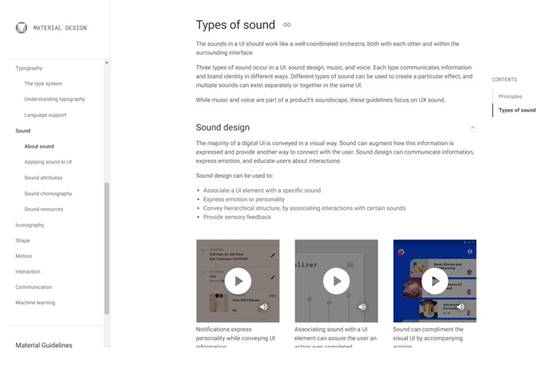 MATERIAL DESIGN
Typography
The type system
Understanding typography
Language support
Sound
About sound
Applying sound to UI
Sound attributes
Sound choreography
Sound resources
Iconography
Shape
Motion
Interaction
Communication
Machine learning
Material Guidelines
Types of sound
The sounds in a UI should work like a well-coordinated orchestra, both with each other and within the
surrounding interface.
Three types of sound occur in a UI: sound design, music, and voice. Each type communicates information
and brand identity in different ways. Different types of sound can be used to create a particular effect, and
multiple sounds can exist separately or together in the same UI.
While music and voice are part of a product's soundscape, these guidelines focus on UX sound.
Sound design
The majority of a digital UI is conveyed in a visual way. Sound can augment how this information is
expressed and provide another way to connect with the user. Sound design can communicate information,
express emotion, and educate users about interactions.
Sound design can be used to:
• Associate a UI element with a specific sound
• Express emotion or personality
• Convey hierarchical structure, by associating interactions with certain sounds
• Provide sensory feedback
Notifications express
personality while conveying UI
information
Associating sound with a UI
element can assure the user an
action was completed
Sound can compliment the
visual UI by accompanying
actions
CONTENTS
Principles
Types of sound